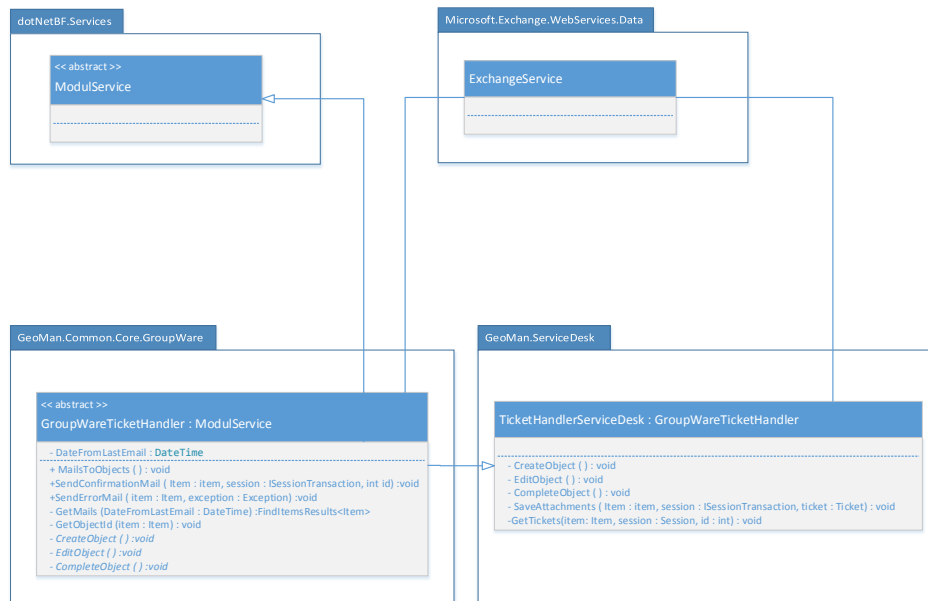 dotNetBF.Services
<< abstract >>
ModulService
Microsoft.Exchange.WebServices.Data
ExchangeService
GeoMan.Common.Core.GroupWare
<< abstract >>
GroupWareTicketHandler : ModulService
- DateFromLastEmail : DateTime
+ MailsToObjects ( ) : void
+SendConfirmationMail ( Item : item, session : ISessionTransaction, int id) :void
+SendErrorMail ( item : Item, exception : Exception) :void
- GetMails (DateFromLastEmail : DateTime) :FindItemsResults<Item>
- GetObjectId (item : Item) : void
- CreateObject ( ) :void
- EditObject ( ) :void
- CompleteObject ( ) :void
GeoMan.ServiceDesk
TicketHandlerServiceDesk : GroupWareTicketHandler
- CreateObject ( ) : void
- EditObject ( ) : void
- CompleteObject ( ) : void
- SaveAttachments ( Item : item, session : ISessionTransaction, ticket : Ticket) : void
-GetTickets(item: Item, session : Session, id : int) : void